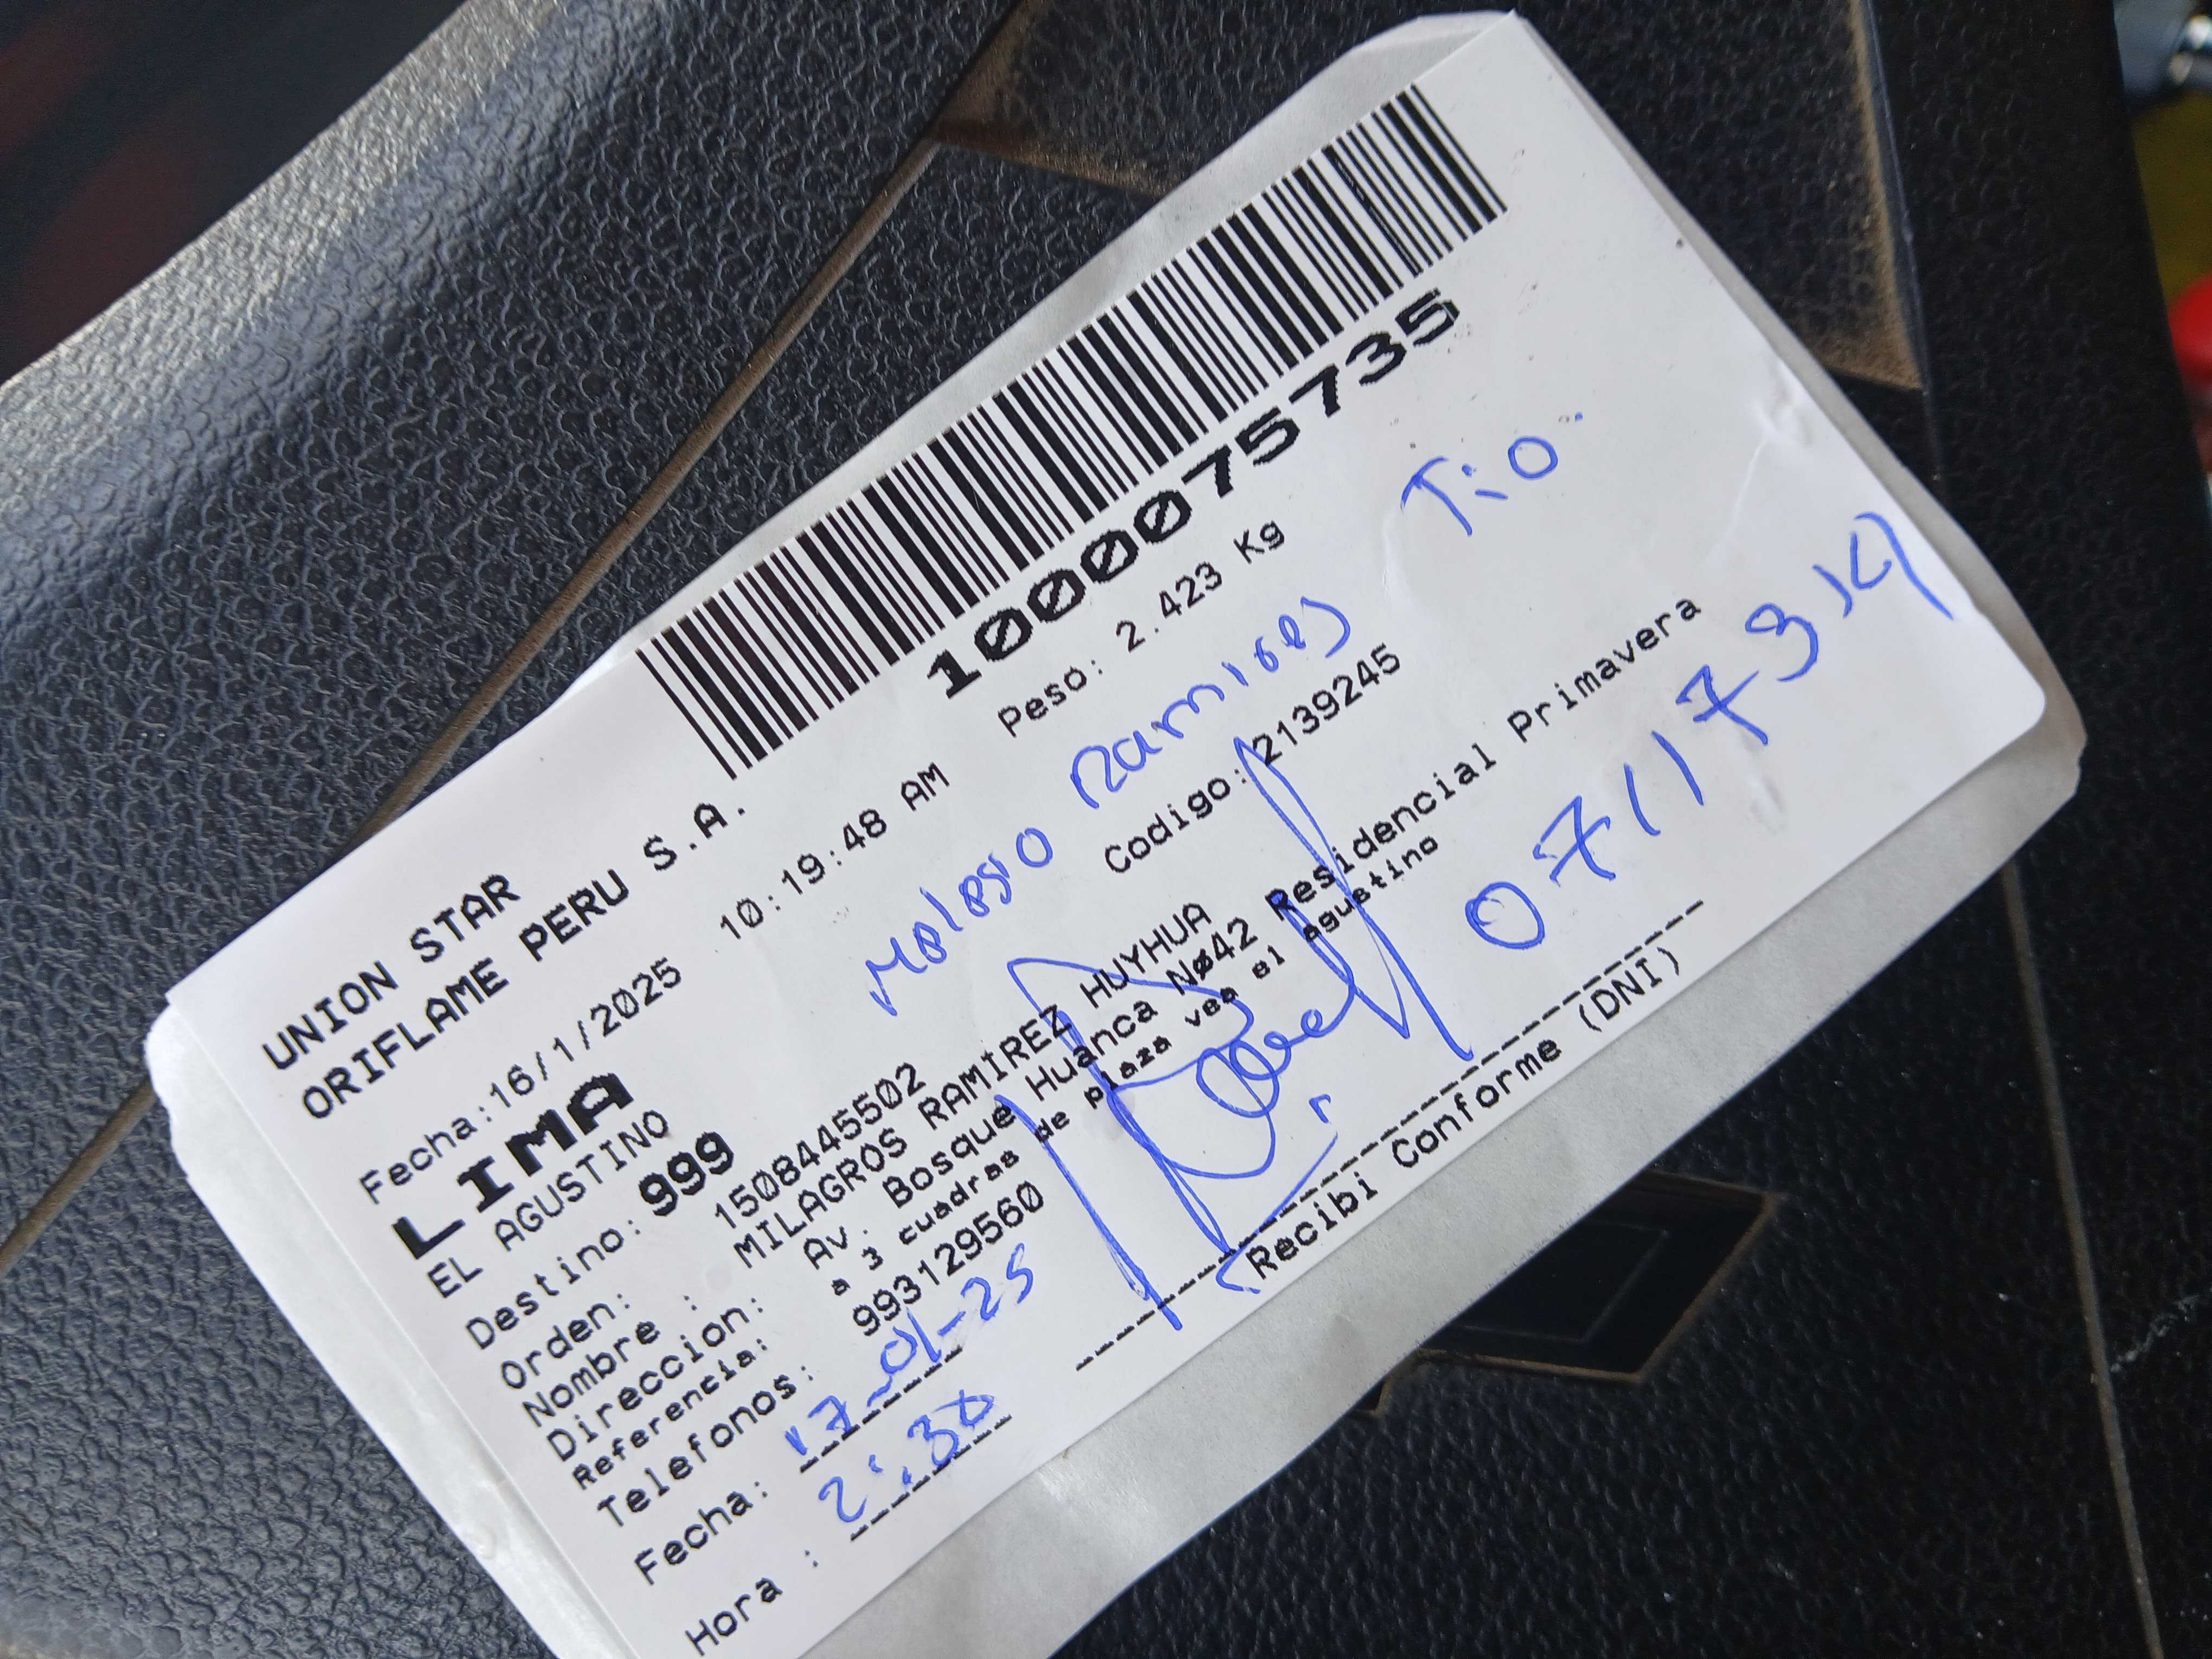 UNION STAR
ORIFLAME PERU S.A.
1000075735
Fecha:16/1/2025 10:19:48 AM Peso: 2.423 Kg
LIMA
EL AGUSTINO
Tio.
Destino: 999
Orden: 1508445502 Codigo: 2139245
Nombre : MILAGROS RAMIREZ HUYHUA
Direccion: Av. Bosque Huanca Nø42 Residencial Primavera
Referencia: a 3 cuadras de plaza vea el agustino
Telefonos: 993129560
Fecha: 17-01-25
Hora : 2:30
Recibi Conforme (DNI)